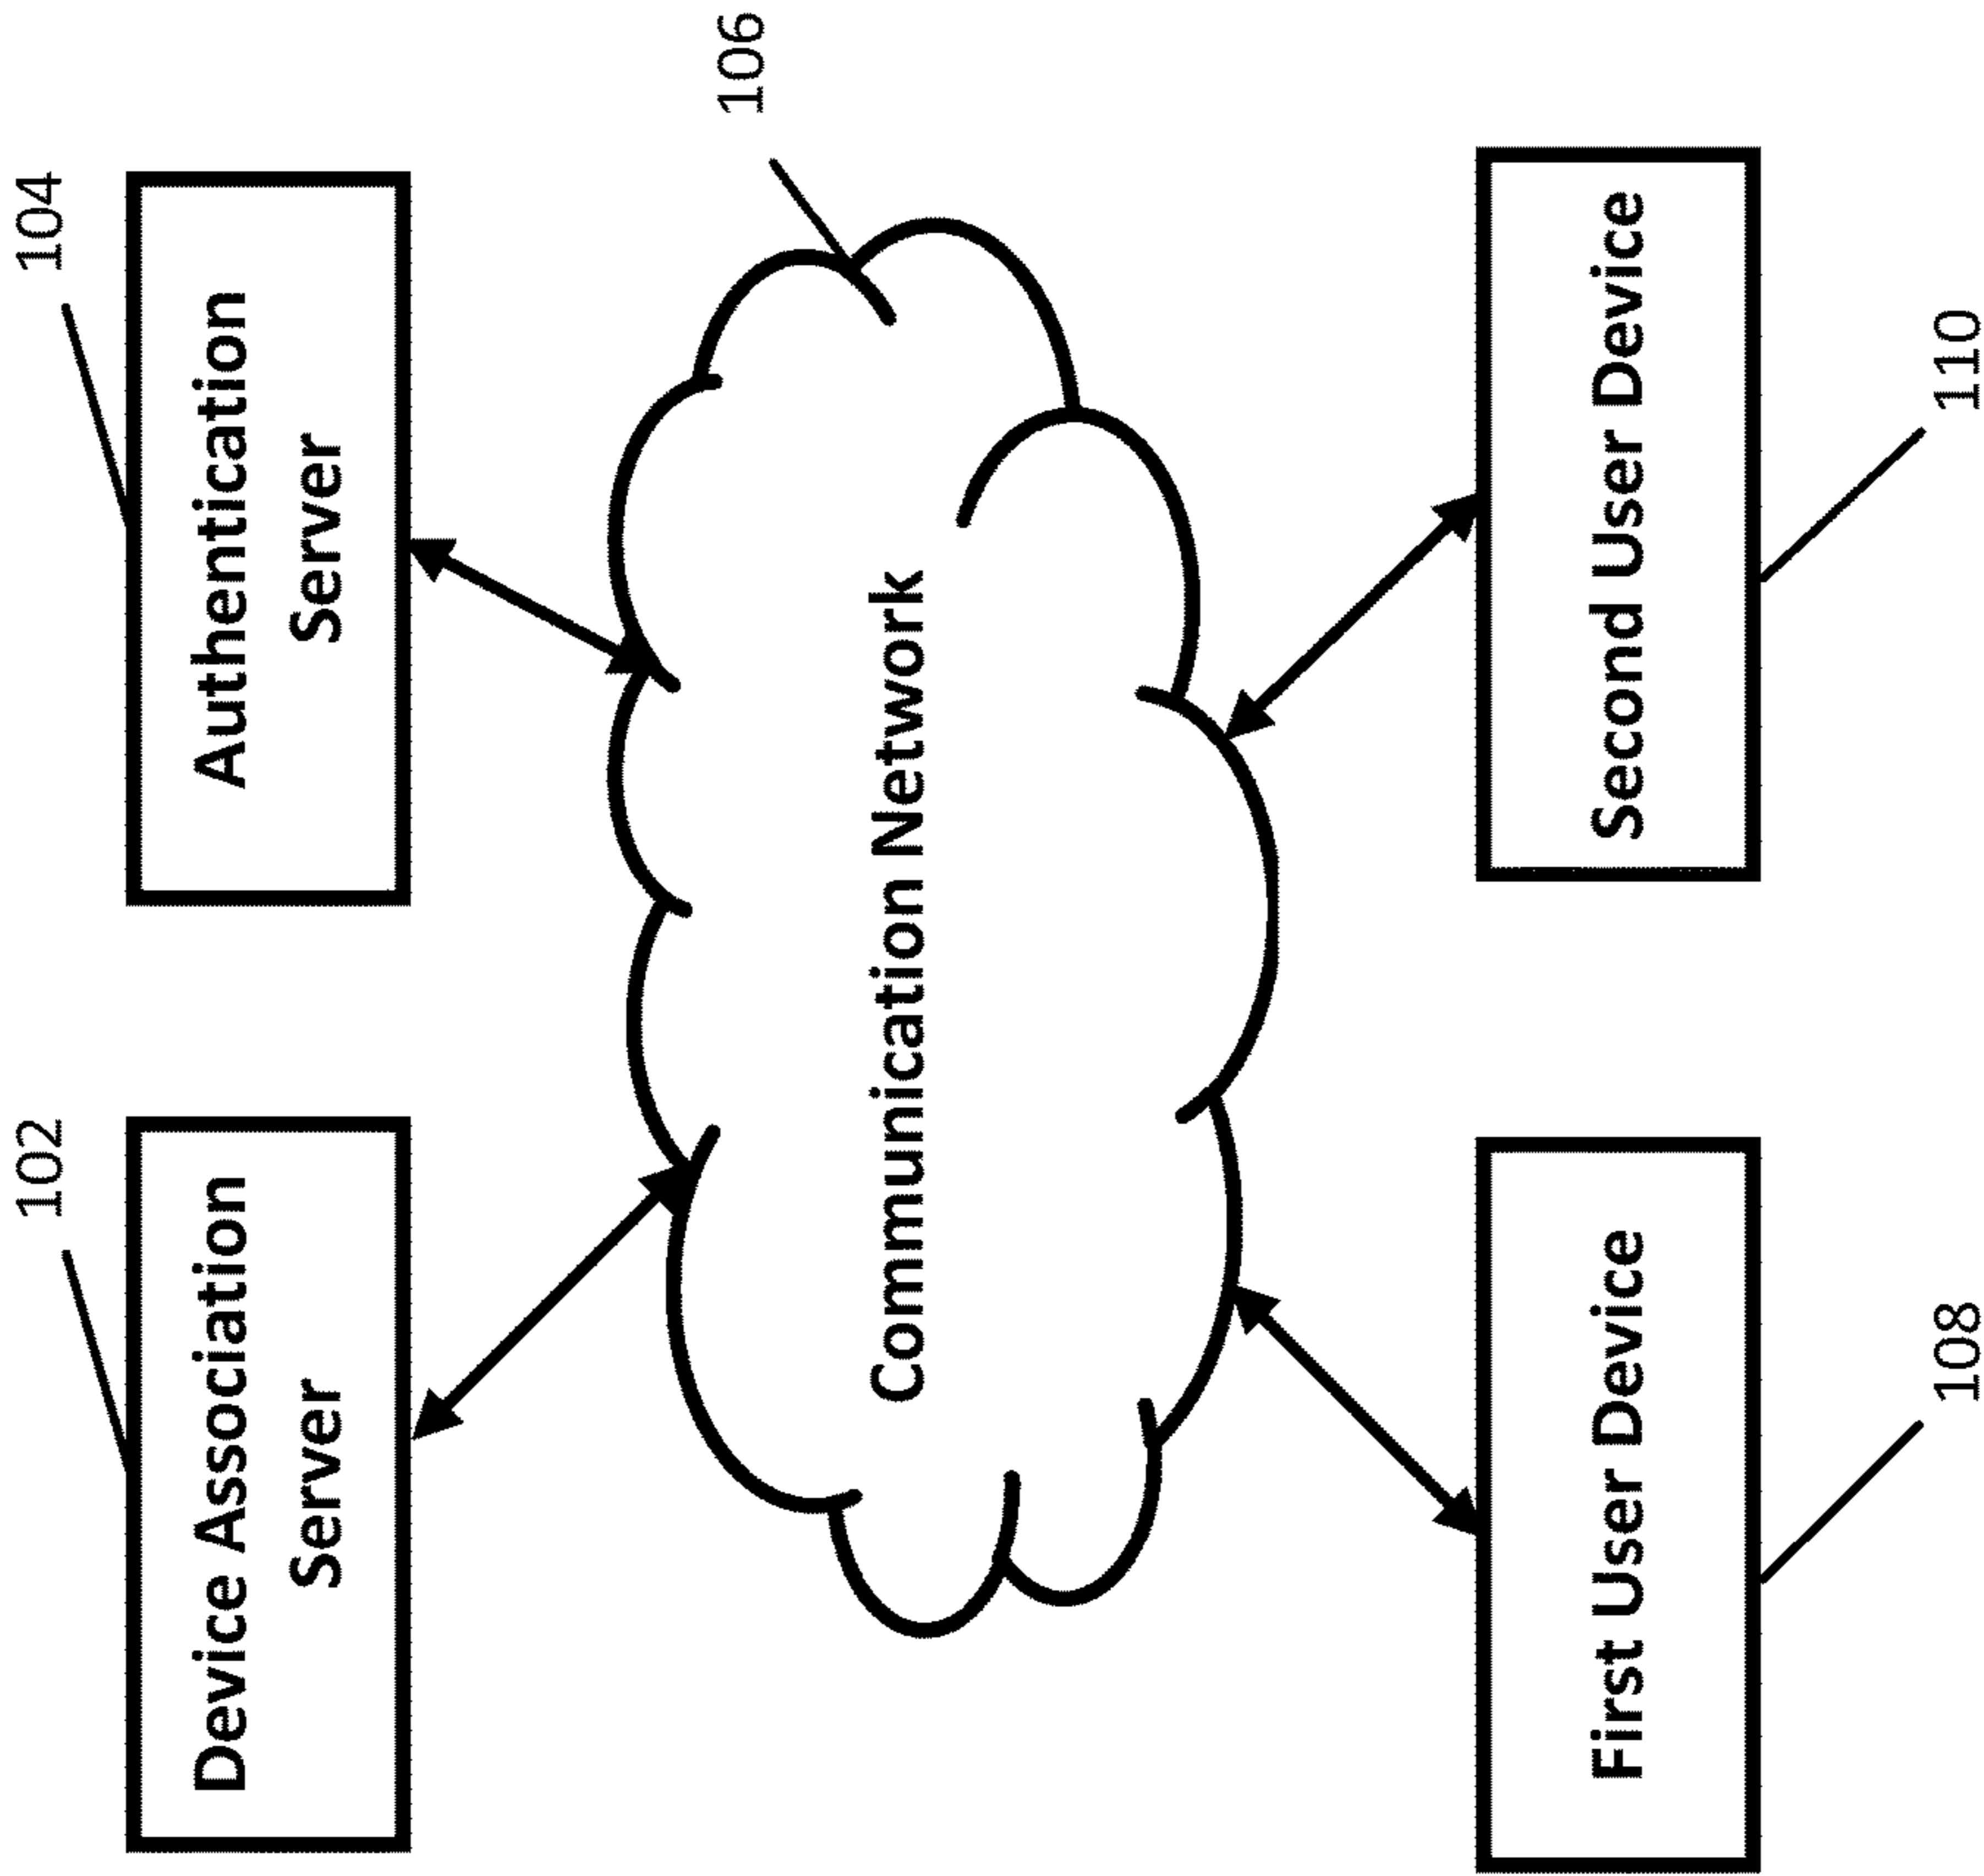 102
104
Device Association
Server
Authentication
Server
106
Communication Network
First User Device
Second User Device
108
110